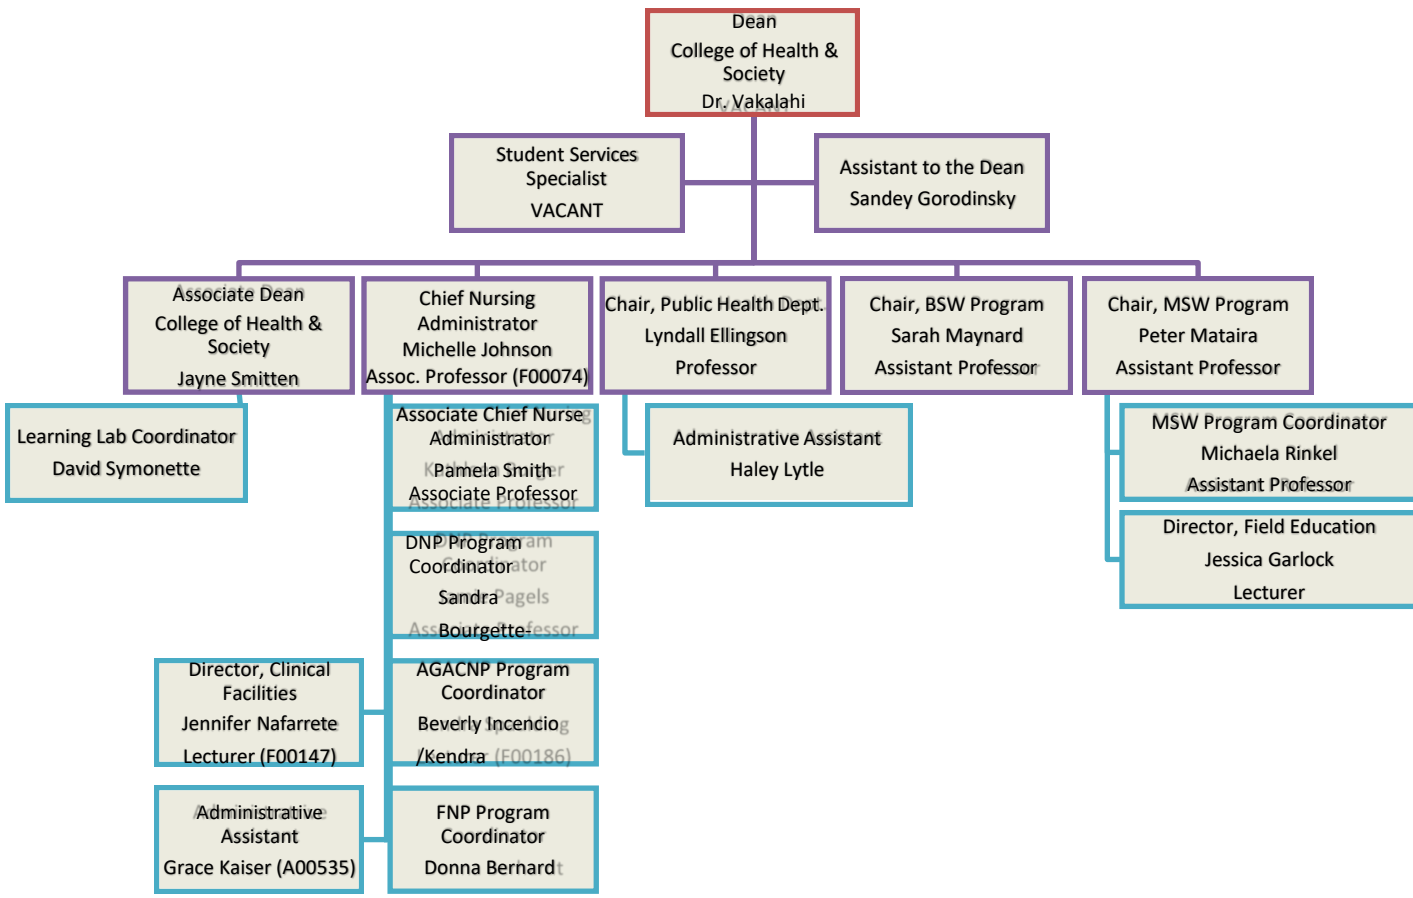 Dean
College of Health &
Society
Dr. Vakalahi
VACANT
Student Services
Specialist
VACANT
Assistant to the Dean
Sandey Gorodinsky
Associate Dean
College of Health &
Society
Jayne Smitten
Chief Nursing
Administrator
Michelle Johnson
Assoc. Professor (F00074)
Chair, Public Health Dept.
Lyndall Ellingson
Professor
Chair, BSW Program
Sarah Maynard
Assistant Professor
Chair, MSW Program
Peter Mataira
Assistant Professor
Learning Lab Coordinator
David Symonette
Associate Chief Nurse
Administrator
Pamela Smith
Associate Professor
Administrative Assistant
Haley Lytle
MSW Program Coordinator
Michaela Rinkel
Assistant Professor
Director, Field Education
Jessica Garlock
Lecturer
DNP Program
Coordinator
Sandra
Bourgette-
Director, Clinical
Facilities
Jennifer Nafarrete
Lecturer (F00147)
AGACNP Program
Coordinator
Beverly Incencio
/Kendra
(F00186)
Administrative
Assistant
Grace Kaiser (A00535)
FNP Program
Coordinator
Donna Bernard